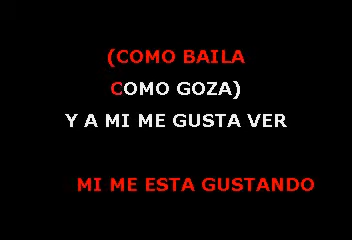 (COMO BAILA
COMO GOZA)
Y A MI ME GUSTA VER
MI ME ESTA GUSTANDO